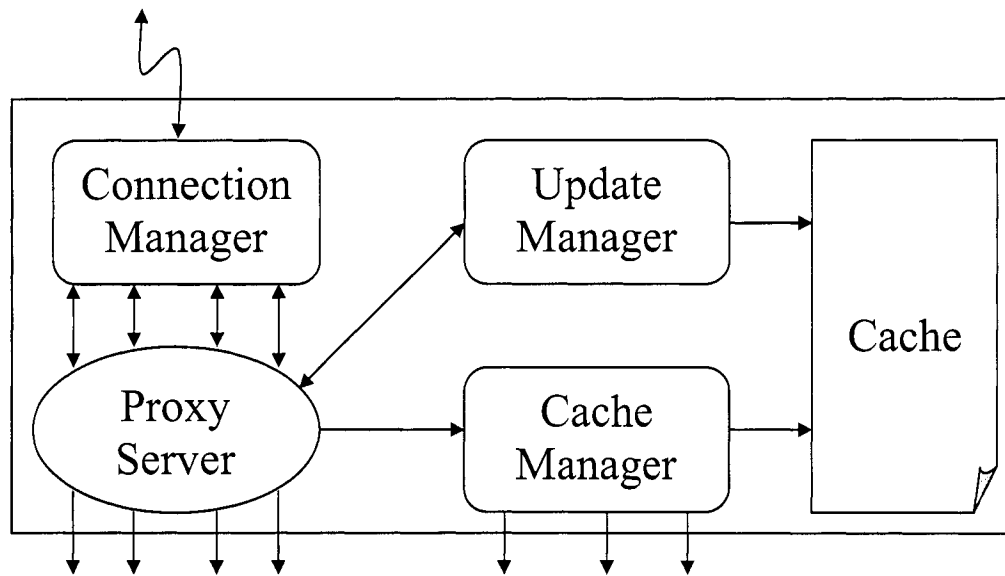 Connection
Manager
Update
Manager
Cache
Proxy
Server
Cache
Manager